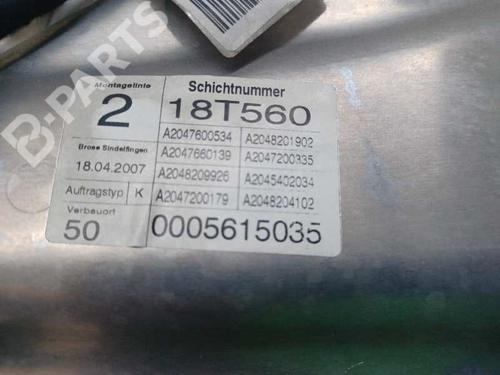 B-PARTS
Montagelinie
2
Schichtnummer
18T560
Brose Sindelfingen
18.04.2007
A2047600534 A2048201902
A2047660139 A2047200335
A2048209926 A2045402034
A2047200179 A2048204102
Auftragstyp K
Verbauort
50
0005615035